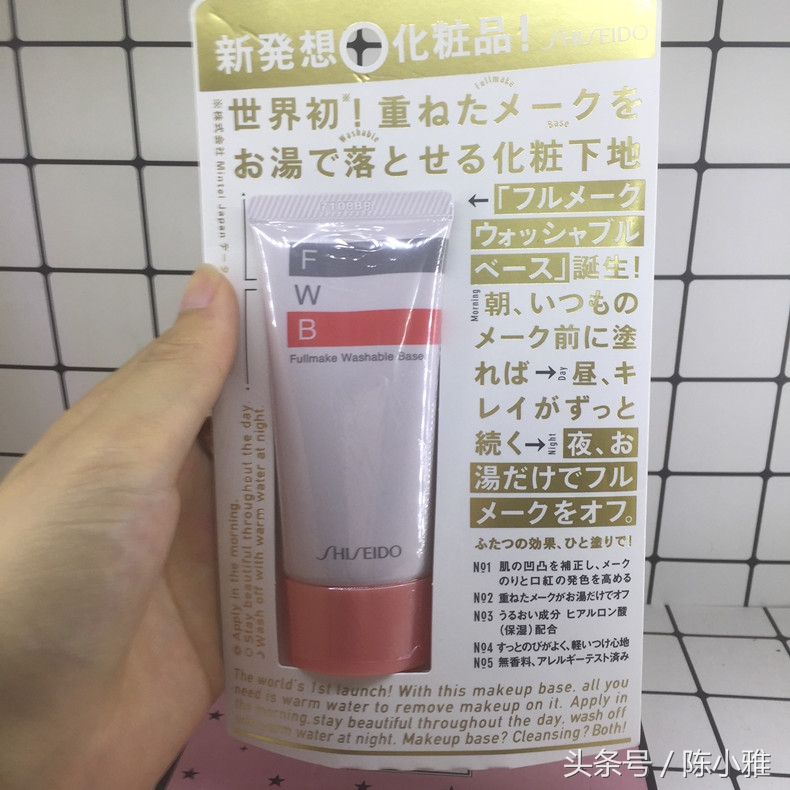 新発想 化粧品! SHISEIDO
世界初※!重ねたメークを
Fullmake
Base
お湯で落とせる化粧下地
Washable
←「フルメーク
ウォッシャブル
ベース」誕生!
朝、いつもの
Morning
メーク前に塗
れば→昼、キ
Day
レイがずっと
続く→夜、お
Night
湯だけでフル
メークをオフ。
ふたつの効果、ひと塗りで!
№1 肌の凹凸を補正し、メーク
のりと口紅の発色を高める
№2 重ねたメークがお湯だけでオフ
№3 うるおい成分 ヒアルロン酸
(保湿)配合
№4 すっとのびがよく、軽いつけ心地
№5 無香料、アレルギーテスト済み
※株式会社 Mintel Japan データ
F
W
B
Fullmake Washable Base
SHISEIDO
Apply in the morning.
Stay beautiful throughout the day.
Wash off with warm water at night.
The world's 1st launch! With this makeup base, all you
need is warm water to remove makeup on it. Apply in
the morning, stay beautiful throughout the day, wash off
warm water at night. Makeup base? Cleansing? Both!
头条号 / 陈小雅